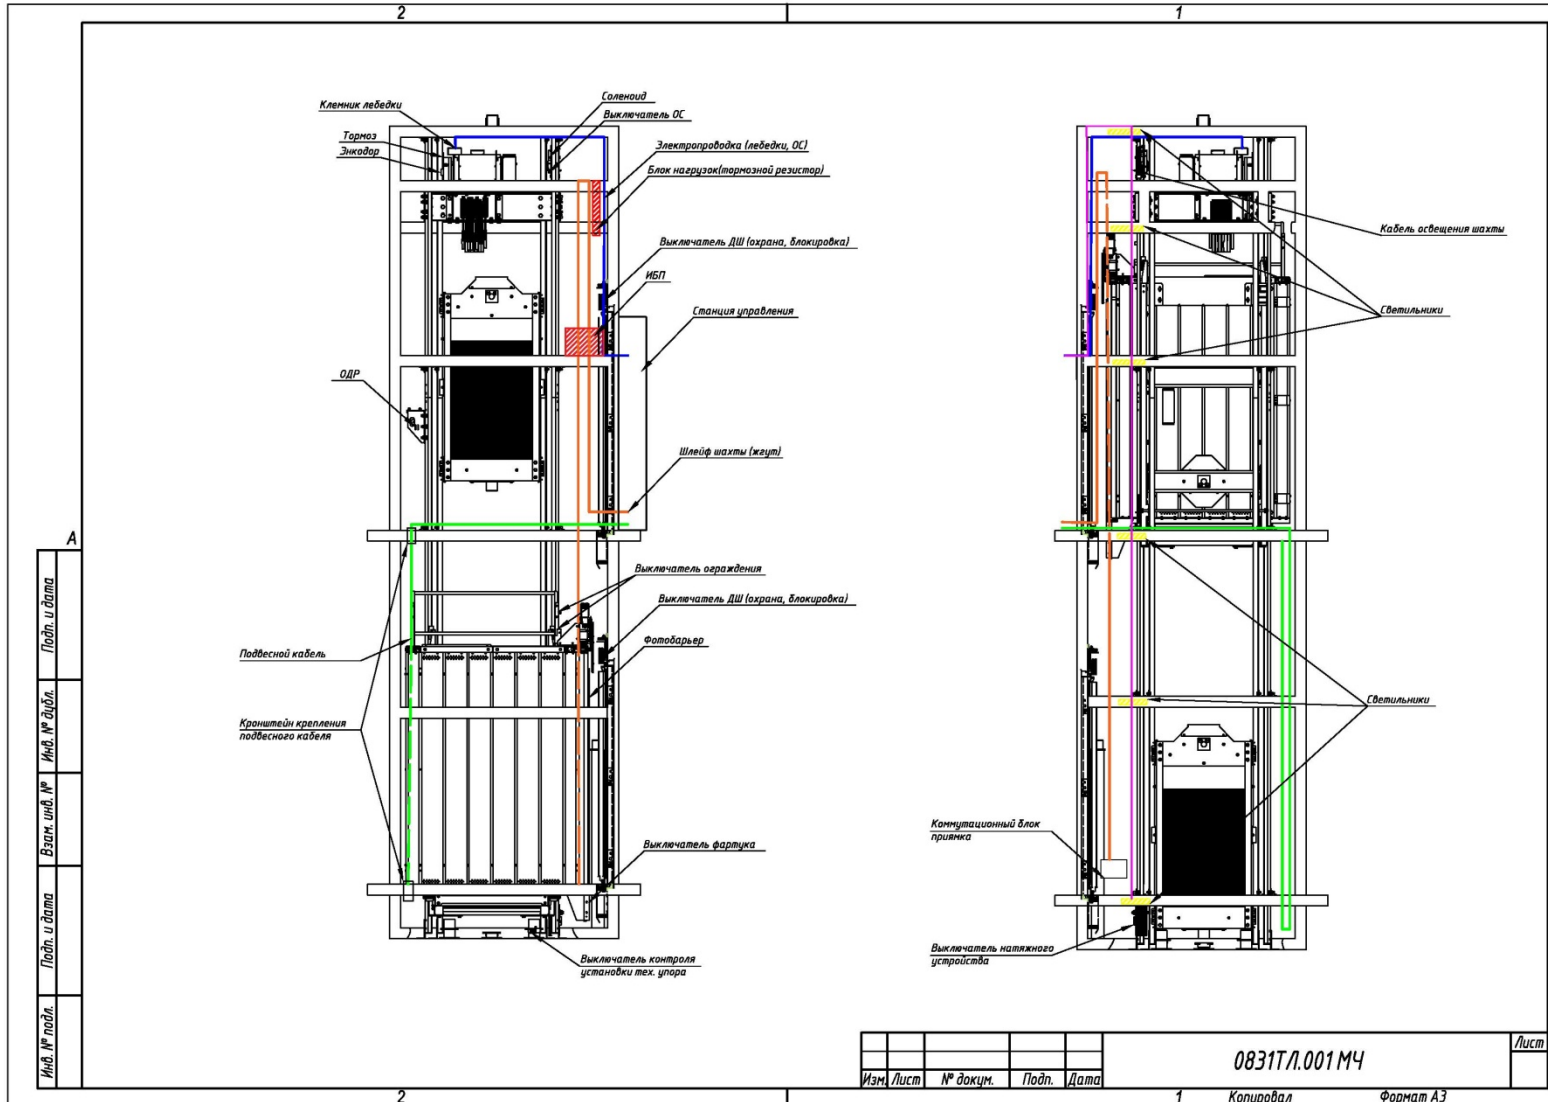 2
1
Клемник лебедки
Тормоз
Энкодор
Соленоид
Выключатель ОС
Электропроводка (лебедки, ОС)
Блок нагрузок(тормозной резистор)
Выключатель ДШ (охрана, блокировка)
ИБП
Станция управления
ОДР
Шлейф шахты (жгут)
Выключатель ограждения
Выключатель ДШ (охрана, блокировка)
Фотобарьер
Подвесной кабель
Кронштейн крепления
подвесного кабеля
Выключатель фартука
Выключатель контроля
установки тех. упора
Кабель освещения шахты
Светильники
Светильники
Коммутационный блок
приямка
Выключатель натяжного
устройства
А
Подп. и дата
Инв. № дубл.
Взам. инв. №
Подп. и дата
Инв. № подл.
Изм.
Лист
№ докум.
Подп.
Дата
0831ТЛ.001 МЧ
Лист
2
1
Копировал
Формат А3